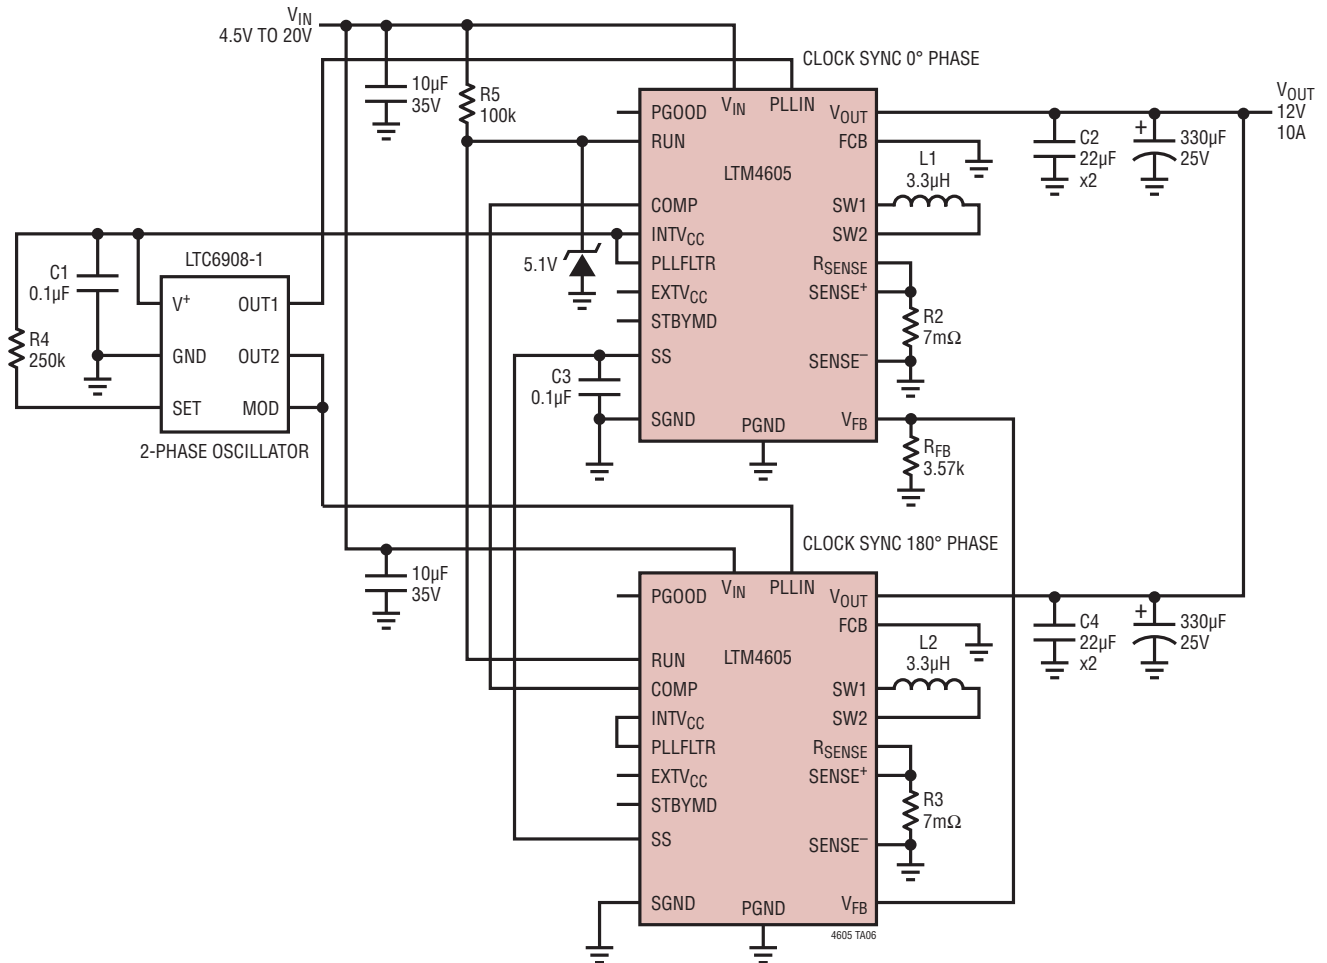 VIN
4.5V TO 20V
10µF
35V
R5
100k
CLOCK SYNC 0° PHASE
VOUT
12V
10A
PGOOD
VIN
PLLIN
VOUT
RUN
FCB
LTM4605
COMP
SW1
INTVCC
SW2
PLLFLTR
RSENSE
EXTVCC
SENSE+
STBYMD
SS
SENSE–
SGND
PGND
VFB
C2
22µF
x2
+
330µF
25V
L1
3.3µH
R2
7mΩ
RFB
3.57k
5.1V
C3
0.1µF
C1
0.1µF
R4
250k
LTC6908-1
V+
OUT1
GND
OUT2
SET
MOD
2-PHASE OSCILLATOR
10µF
35V
CLOCK SYNC 180° PHASE
PGOOD
VIN
PLLIN
VOUT
FCB
RUN
LTM4605
COMP
SW1
INTVCC
SW2
PLLFLTR
RSENSE
EXTVCC
SENSE+
STBYMD
SS
SENSE–
SGND
PGND
VFB
C4
22µF
x2
+
330µF
25V
L2
3.3µH
R3
7mΩ
4605 TA06